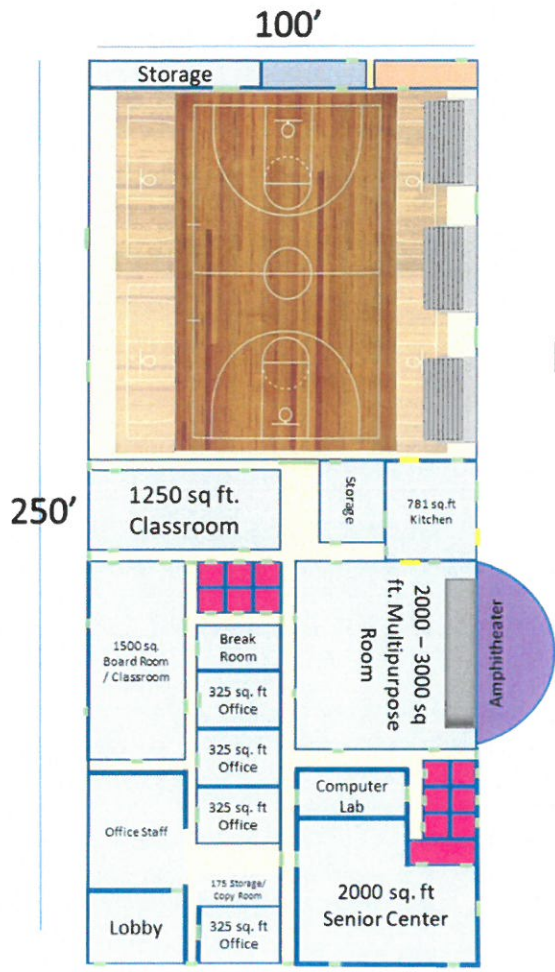 100'
Storage
250'
1250 sq ft.
Classroom
Storage
781 sq.ft
Kitchen
1500 sq.
Board Room
/ Classroom
Break
Room
2000 – 3000 sq
ft. Multipurpose
Room
Amphitheater
325 sq. ft
Office
325 sq. ft
Office
325 sq. ft
Office
Computer
Lab
Office Staff
175 Storage/
Copy Room
2000 sq. ft
Senior Center
Lobby
325 sq. ft
Office